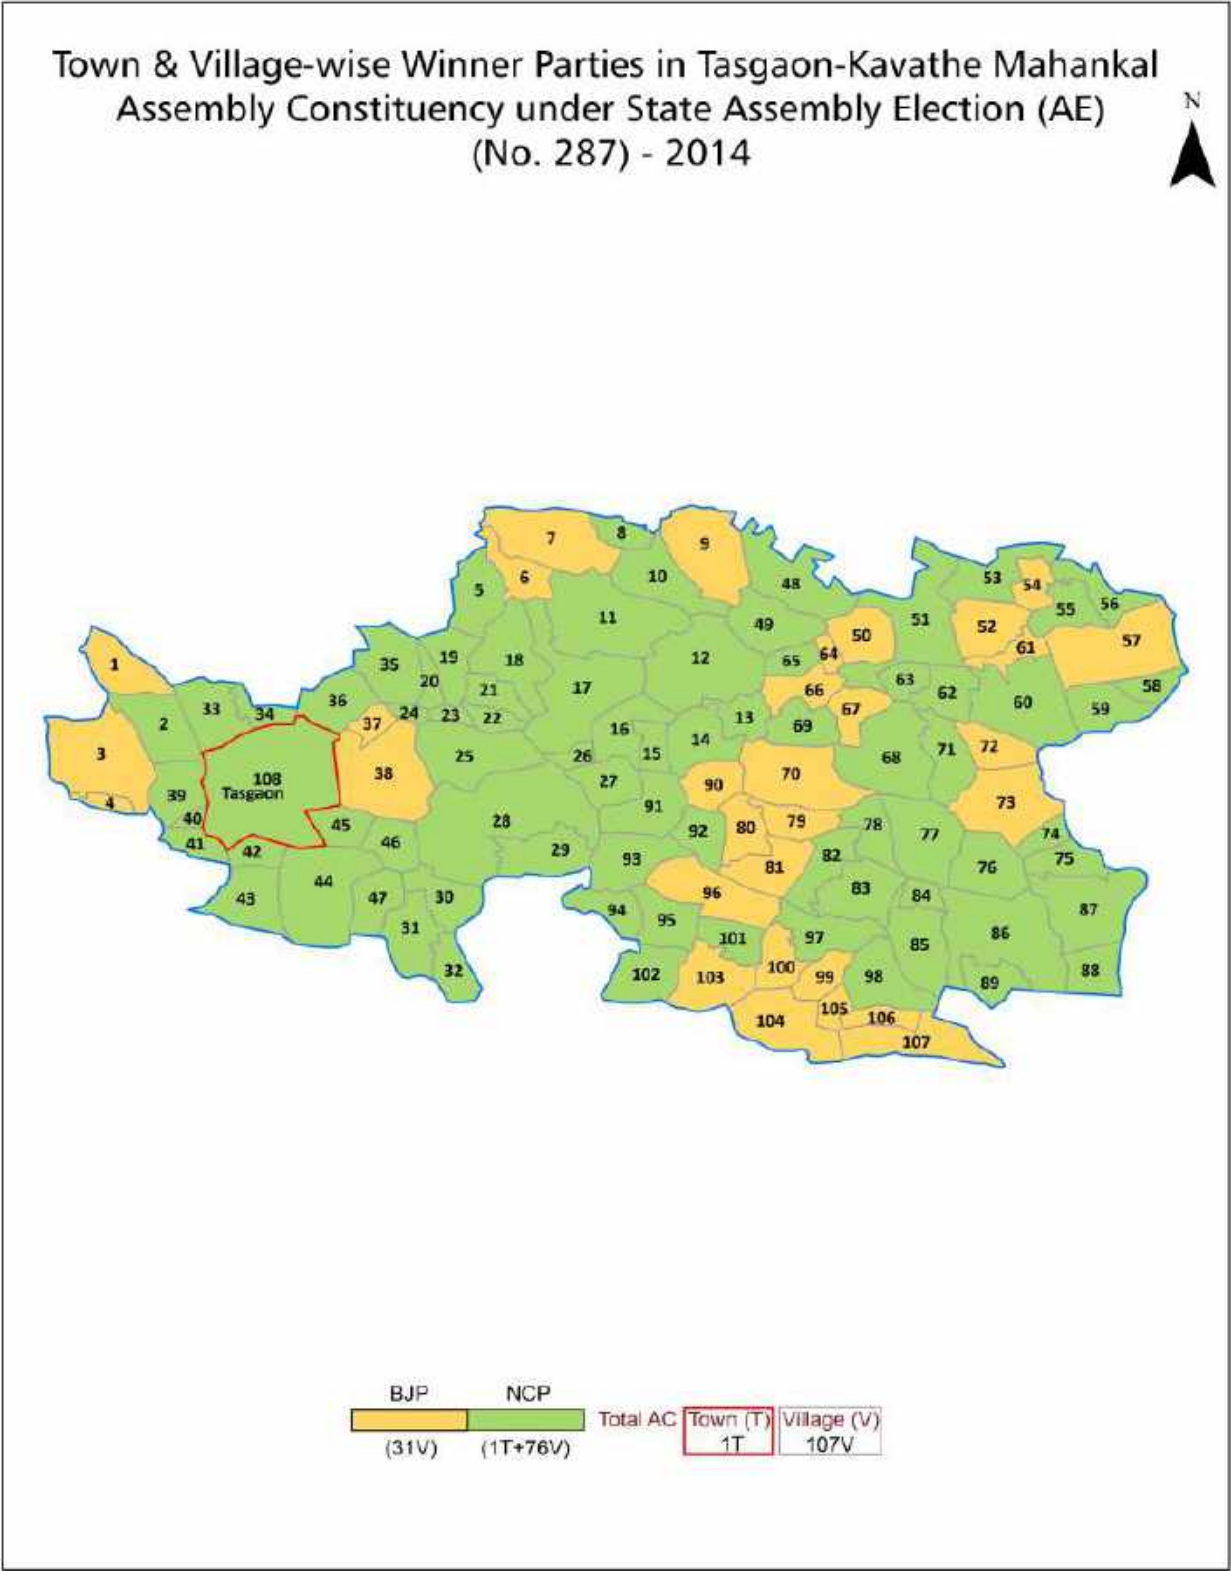 Town & Village-wise Winner Parties in Tasgaon-Kavathe Mahankal
Assembly Constituency under State Assembly Election (AE)
(No. 287) - 2014
N
7 8 9
6 10 53 54
5 48 56
11 55
49 51
50 52 57
1 35 19 18 12 65 64 61
20 17 66 63 62 58
33 36 21 60 59
2 34 37 24 23 22 13 69 67
3 25 26 16 15 14 71 72
108 38 27 90 70 68
Tasgaon
4 39 91 73
40 45 28 92 80 79 78 77 74
41 42 46 29 93 82 75
44 81 76
43 47 30 96 83 84 87
31 94 95 86
101 97 85
32 102 103 100 99 98 89 88
104 105 106
107
BJP NCP
Total AC Town (T) Village (V)
(31V) (1T+76V) 1T 107V